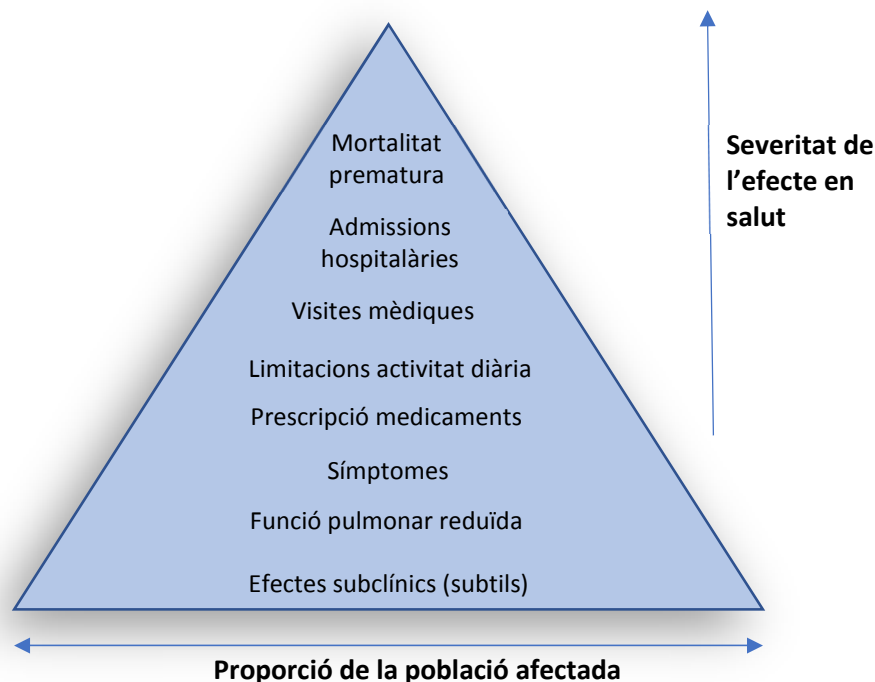 Mortalitat
prematura
Admissions
hospitalàries
Visites mèdiques
Limitacions activitat diària
Prescripció medicaments
Símptomes
Funció pulmonar reduïda
Efectes subclínics (subtils)
Severitat de
l’efecte en
salut
Proporció de la població afectada